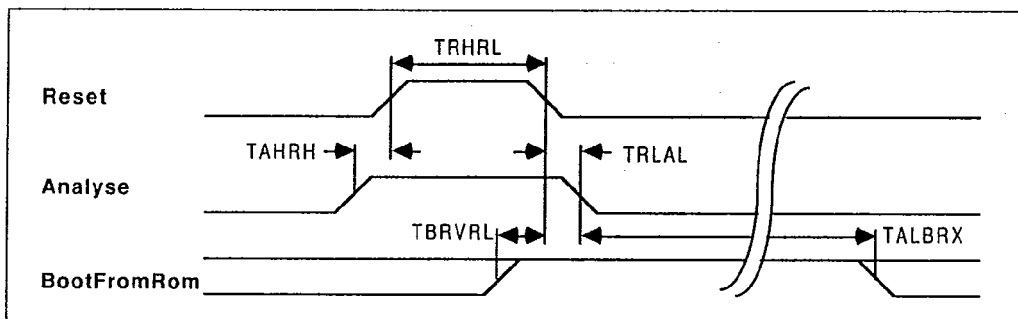 TRHRL
Reset
TAHRH
TRLAL
Analyse
TBRVRL
TALBRX
BootFromRom